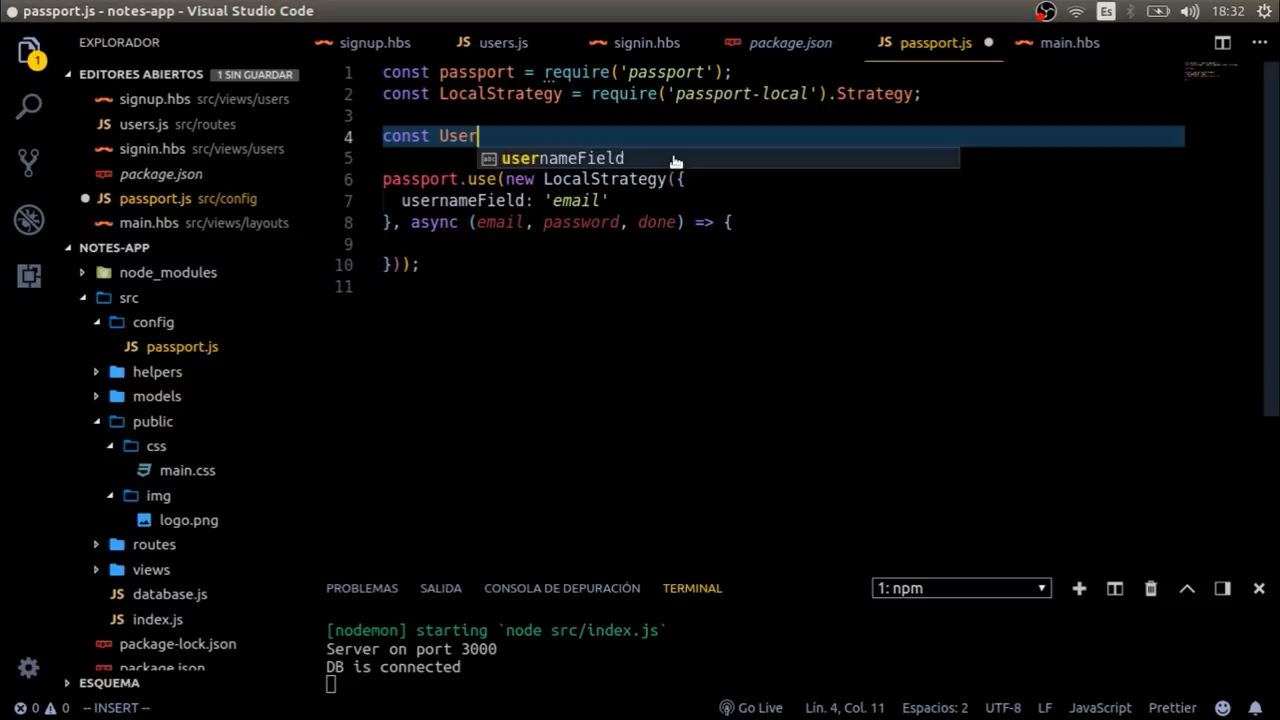 passport.js - notes-app - Visual Studio Code
Es
18:32
EXPLORADOR
signup.hbs
users.js
signin.hbs
package.json
passport.js
main.hbs
1
EDITORES ABIERTOS 1 SIN GUARDAR
signup.hbs src/views/users
users.js src/routes
signin.hbs src/views/users
package.json
passport.js src/config
main.hbs src/views/layouts
NOTES-APP
node_modules
src
config
passport.js
helpers
models
public
css
main.css
img
logo.png
routes
views
database.js
index.js
package-lock.json
package.json
ESQUEMA
1 const passport = require('passport');
2 const LocalStrategy = require('passport-local').Strategy;
3
4 const User
abc usernameField
5
6 passport.use(new LocalStrategy({
7 usernameField: 'email'
8 }, async (email, password, done) => {
9
10 }));
11
PROBLEMAS SALIDA CONSOLA DE DEPURACIÓN TERMINAL
1: npm
[nodemon] starting `node src/index.js`
Server on port 3000
DB is connected
0 0 -- INSERT --
Go Live Lín. 4, Col. 11 Espacios: 2 UTF-8 LF JavaScript Prettier